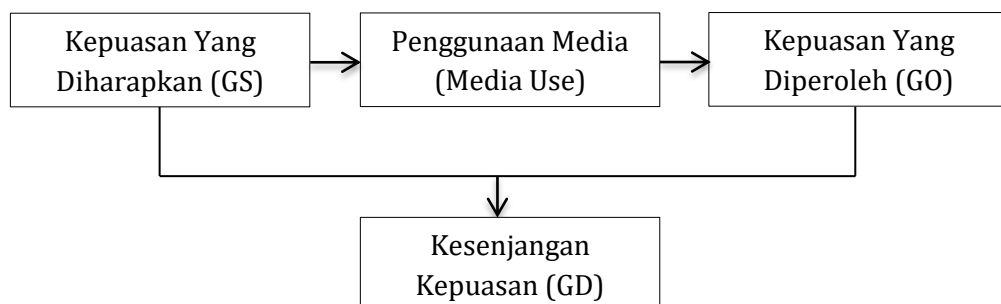 Kepuasan Yang
Diharapkan (GS)
Penggunaan Media
(Media Use)
Kepuasan Yang
Diperoleh (GO)
Kesenjangan
Kepuasan (GD)